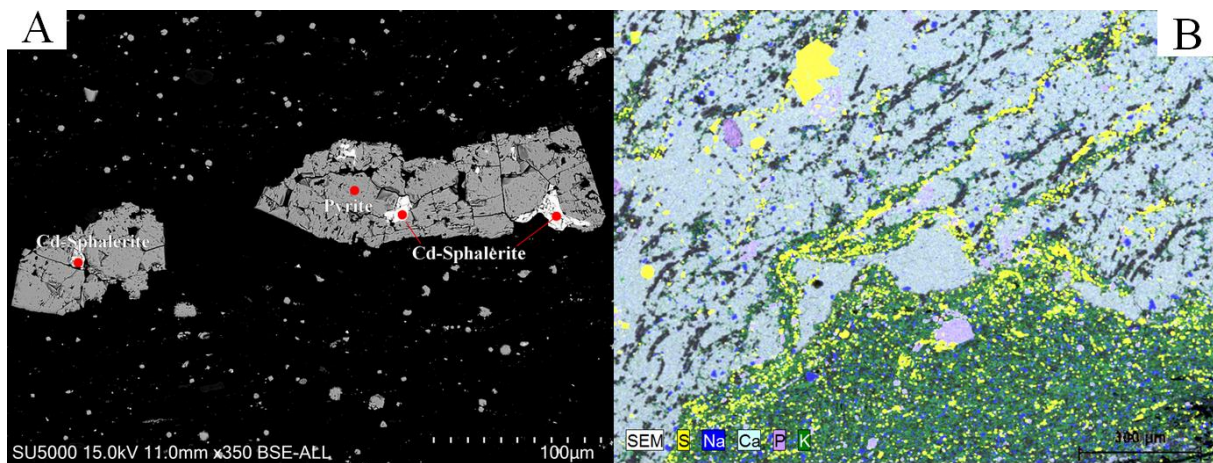 A
B
Pyrite
Cd-Sphalerite
Cd-Sphalerite
SU5000 15.0kV 11.0mm x350 BSE-ALL
100µm
SEM S Na Ca P K
100 µm